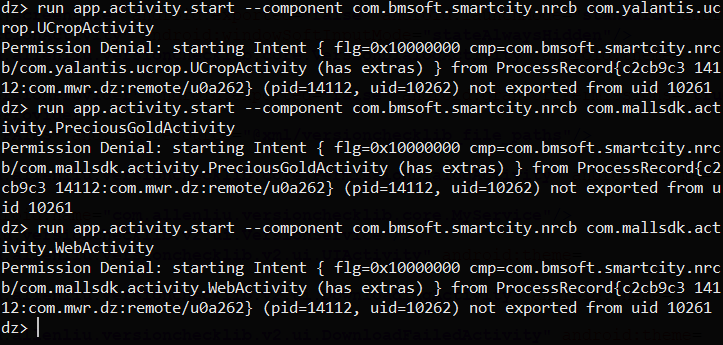 dz> run app.activity.start --component com.bmsoft.smartcity.nrcb com.yalantis.uc
rop.UCropActivity
Permission Denial: starting Intent { flg=0x10000000 cmp=com.bmsoft.smartcity.nrc
b/com.yalantis.ucrop.UCropActivity (has extras) } from ProcessRecord{c2cb9c3 141
12:com.mwr.dz:remote/u0a262} (pid=14112, uid=10262) not exported from uid 10261
dz> run app.activity.start --component com.bmsoft.smartcity.nrcb com.mallsdk.act
ivity.PreciousGoldActivity
Permission Denial: starting Intent { flg=0x10000000 cmp=com.bmsoft.smartcity.nrc
b/com.mallsdk.activity.PreciousGoldActivity (has extras) } from ProcessRecord{c2
cb9c3 14112:com.mwr.dz:remote/u0a262} (pid=14112, uid=10262) not exported from u
id 10261
dz> run app.activity.start --component com.bmsoft.smartcity.nrcb com.mallsdk.act
ivity.WebActivity
Permission Denial: starting Intent { flg=0x10000000 cmp=com.bmsoft.smartcity.nrc
b/com.mallsdk.activity.WebActivity (has extras) } from ProcessRecord{c2cb9c3 141
12:com.mwr.dz:remote/u0a262} (pid=14112, uid=10262) not exported from uid 10261
dz>